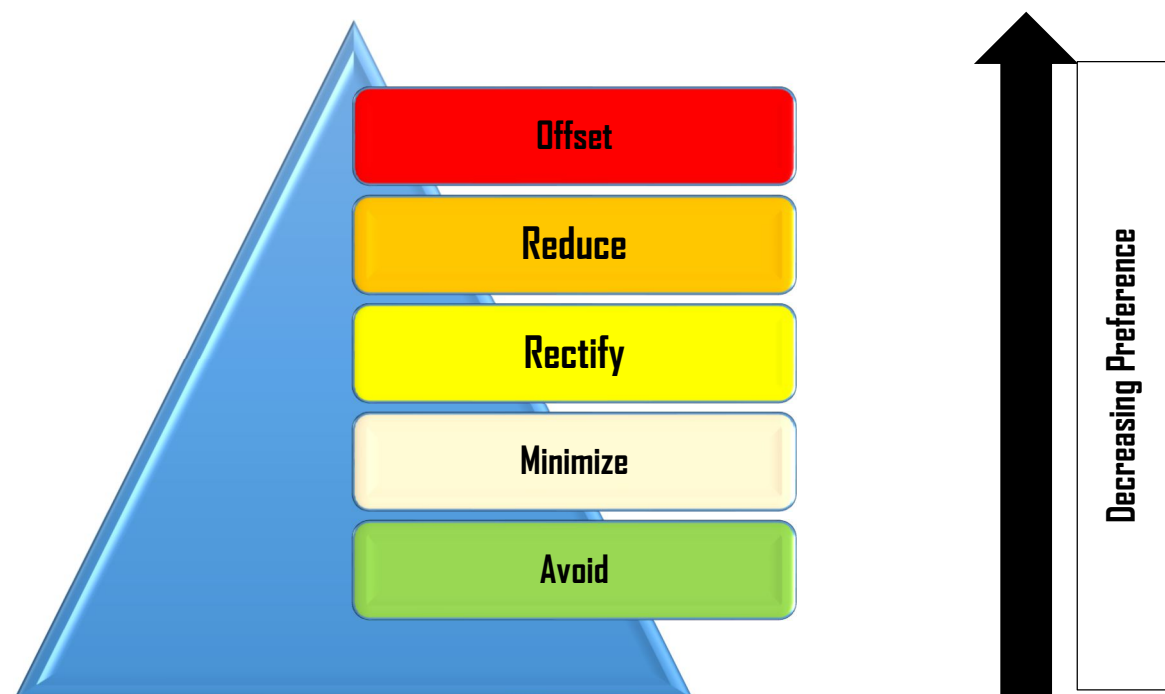 Offset
Reduce
Rectify
Minimize
Avoid
Decreasing Preference